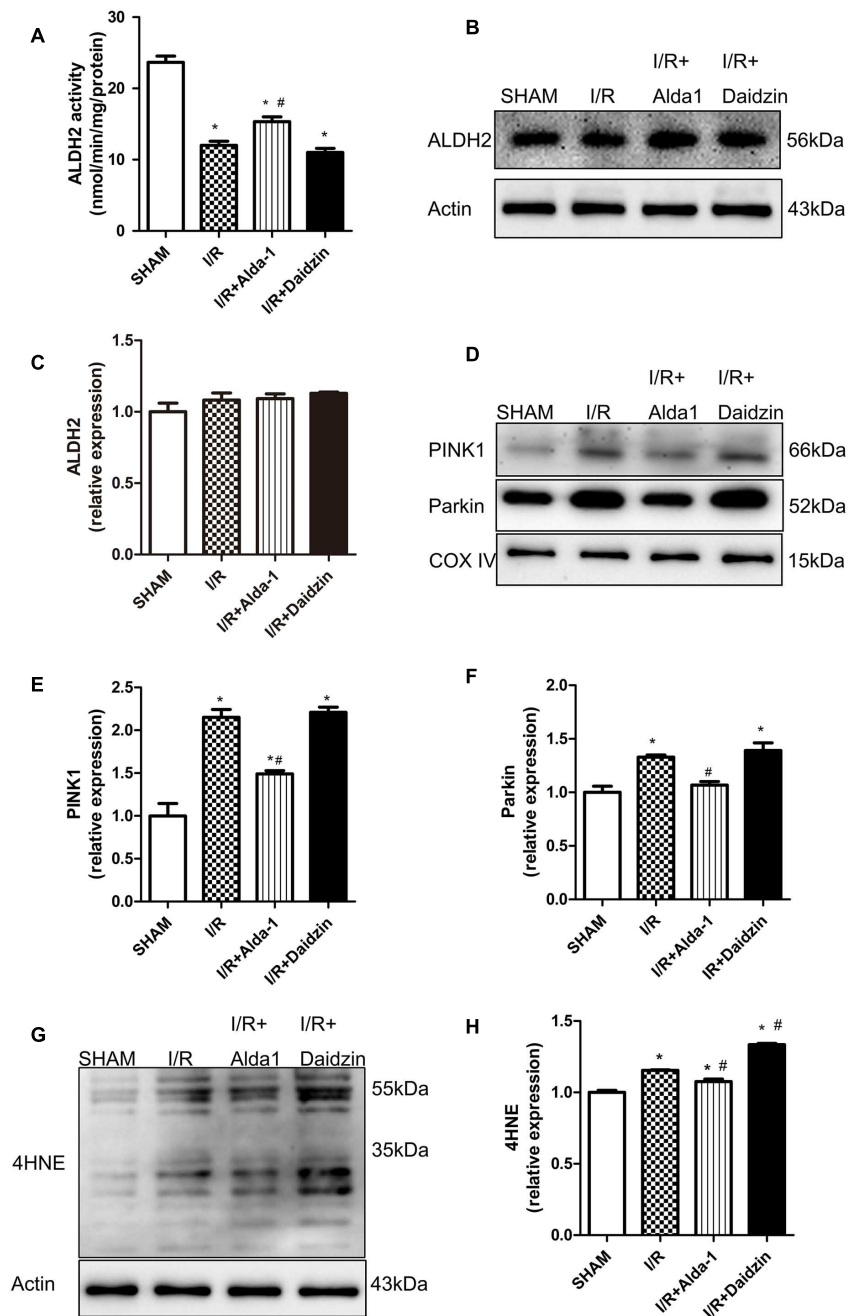 A
ALDH2 activity
(nmol/min/mg/protein)
30
20
10
0
* * # *
SHAM
I/R
I/R+Alda-1
I/R+Daidzin
B
I/R+ I/R+
SHAM I/R Alda1 Daidzin
ALDH2 56kDa
Actin 43kDa
C
ALDH2
(relative expression)
1.5
1.0
0.5
0.0
SHAM
I/R
I/R+Alda-1
I/R+Daidzin
D
I/R+ I/R+
SHAM I/R Alda1 Daidzin
PINK1 66kDa
Parkin 52kDa
COX IV 15kDa
E
PINK1
(relative expression)
2.5
2.0
1.5
1.0
0.5
0.0
* *# *
SHAM
I/R
I/R+Alda-1
I/R+Daidzin
F
Parkin
(relative expression)
2.0
1.5
1.0
0.5
0.0
* # *
SHAM
I/R
I/R+Alda-1
IR+Daidzin
G
I/R+ I/R+
SHAM I/R Alda1 Daidzin
55kDa
35kDa
4HNE
Actin 43kDa
H
4HNE
(relative expression)
1.5
1.0
0.5
0.0
* * # * #
SHAM
I/R
I/R+Alda-1
I/R+Daidzin